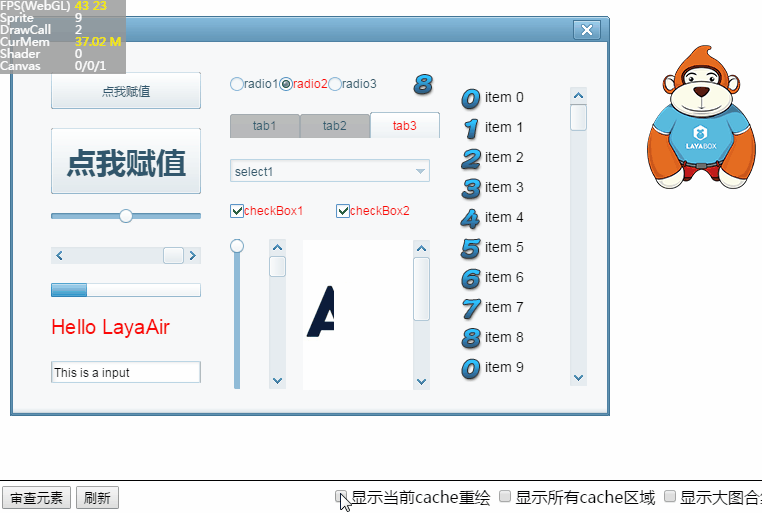 FPS(WebGL) 43 23
Sprite 9
DrawCall 2
CurMem 37.02 M
Shader 0
Canvas 0/0/1
点我赋值
radio1 radio2 radio3
8
tab1 tab2 tab3
点我赋值
select1
checkBox1 checkBox2
A
Hello LayaAir
This is a input
0 item 0
1 item 1
2 item 2
3 item 3
4 item 4
5 item 5
6 item 6
7 item 7
8 item 8
0 item 9
LAYABOX
审查元素 刷新 显示当前cache重绘 显示所有cache区域 显示大图合